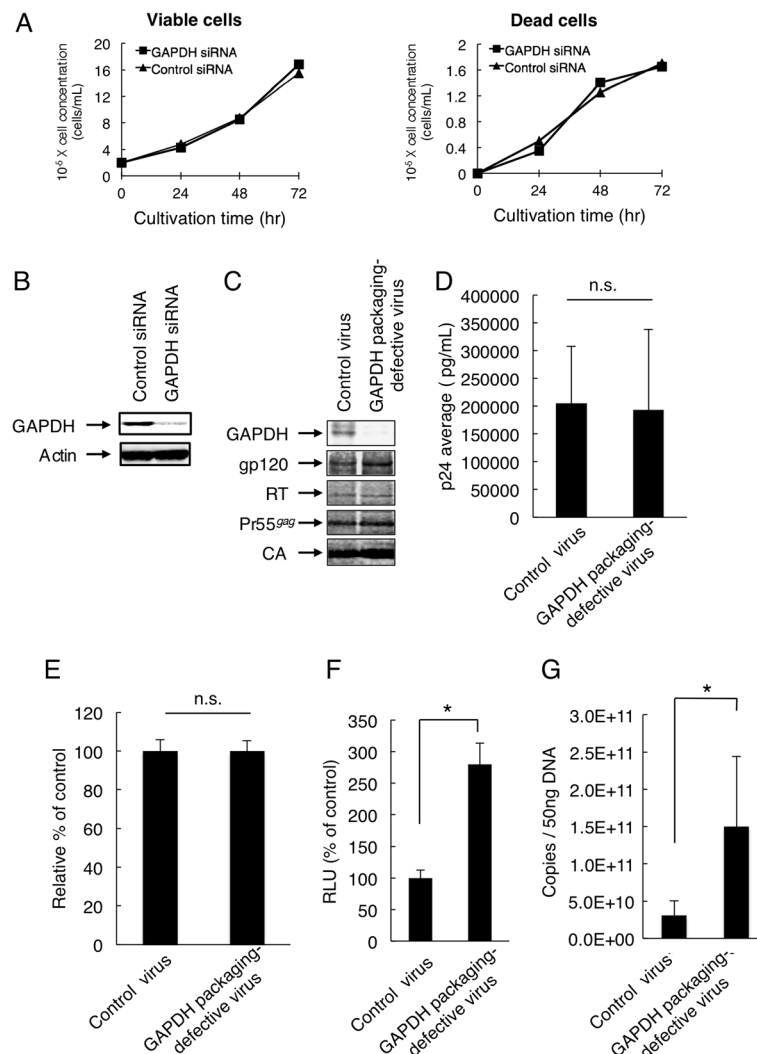 A
Viable cells
Dead cells
10⁻⁵ X cell concentration
(cells/mL)
20
16
12
8
4
0
GAPDH siRNA
Control siRNA
0 24 48 72
Cultivation time (hr)
10⁻⁵ X cell concentration
(cells/mL)
2
1.6
1.2
0.8
0.4
0
GAPDH siRNA
Control siRNA
0 24 48 72
Cultivation time (hr)
B
Control siRNA
GAPDH siRNA
GAPDH
Actin
C
Control virus
GAPDH packaging-
defective virus
GAPDH
gp120
RT
Pr55gag
CA
D
n.s.
p24 average ( pg/mL)
400000
350000
300000
250000
200000
150000
100000
50000
0
Control virus
GAPDH packaging-
defective virus
E
n.s.
Relative % of control
120
100
80
60
40
20
0
Control virus
GAPDH packaging-
defective virus
F
*
RLU (% of control)
350
300
250
200
150
100
50
0
Control virus
GAPDH packaging-
defective virus
G
*
Copies / 50ng DNA
3.0E+11
2.5E+11
2.0E+11
1.5E+11
1.0E+11
5.0E+10
0.0E+00
Control virus
GAPDH packaging-
defective virus